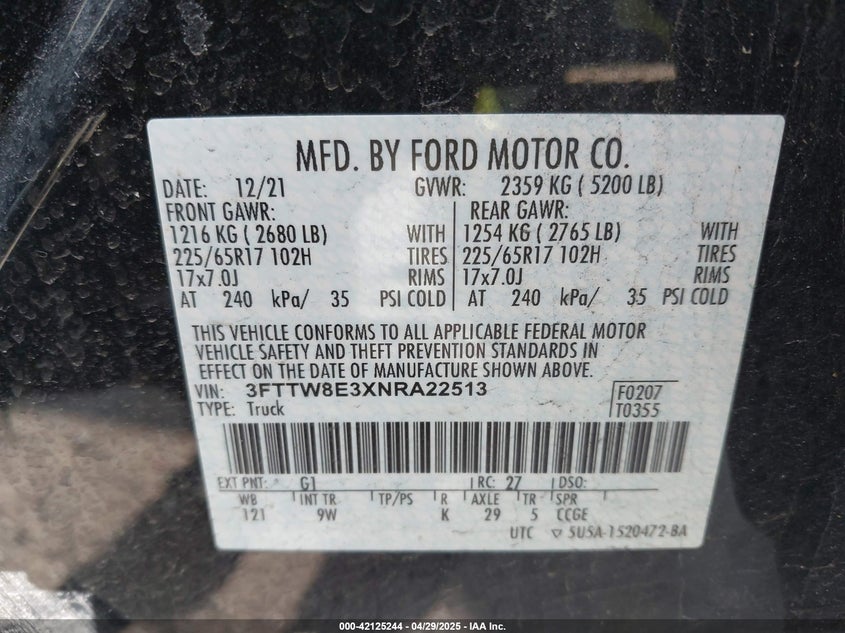 MFD. BY FORD MOTOR CO.
DATE: 12/21 GVWR: 2359 KG ( 5200 LB)
FRONT GAWR: REAR GAWR:
1216 KG ( 2680 LB) WITH 1254 KG ( 2765 LB) WITH
225/65R17 102H TIRES 225/65R17 102H TIRES
17x7.0J RIMS 17x7.0J RIMS
AT 240 kPa/ 35 PSI COLD AT 240 kPa/ 35 PSI COLD
THIS VEHICLE CONFORMS TO ALL APPLICABLE FEDERAL MOTOR
VEHICLE SAFETY AND THEFT PREVENTION STANDARDS IN
EFFECT ON THE DATE OF MANUFACTURE SHOWN ABOVE.
VIN: 3FTTW8E3XNRA22513 F0207
TYPE: Truck T0355
EXT PNT: G1 RC: 27 DSO:
WB INT TR TP/PS R AXLE TR SPR
121 9W K 29 5 CCGE
UTC ▽ SU5A-1520472-BA
000-42125244 - 04/29/2025 - IAA Inc.